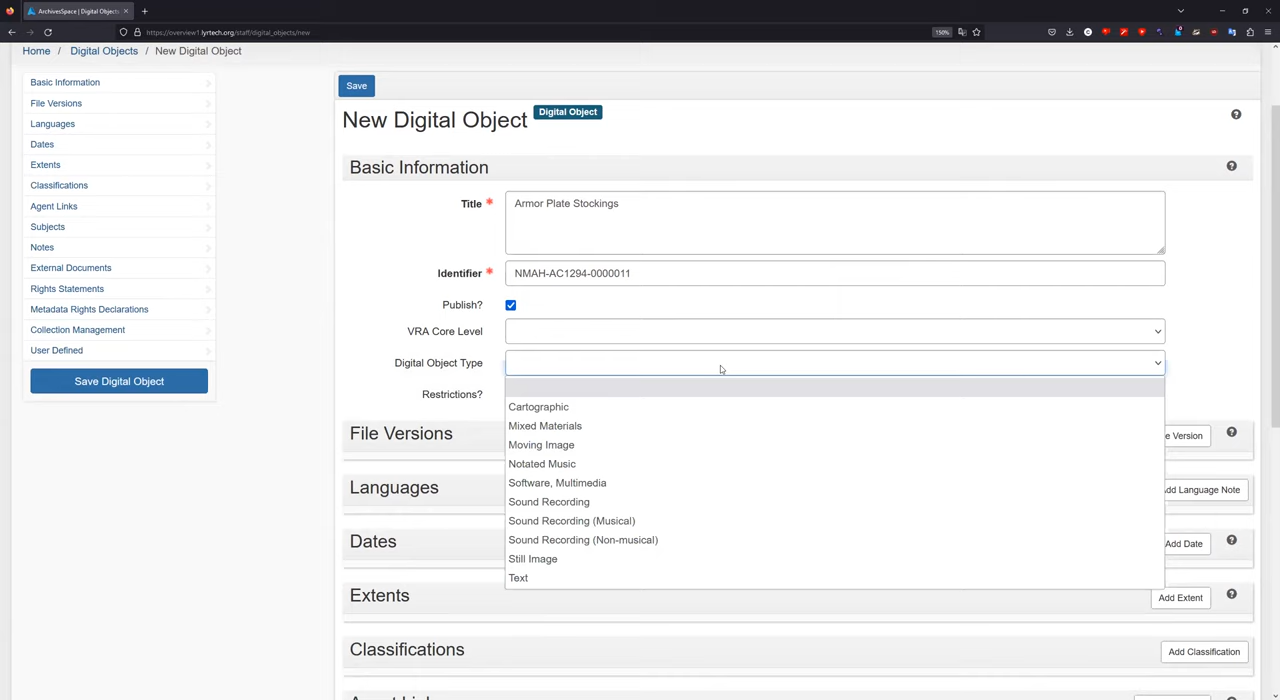 ArchivesSpace | Digital Objects
https://overview1.lyrtech.org/staff/digital_objects/new
150%
Home / Digital Objects / New Digital Object
Basic Information
File Versions
Languages
Dates
Extents
Classifications
Agent Links
Subjects
Notes
External Documents
Rights Statements
Metadata Rights Declarations
Collection Management
User Defined
Save Digital Object
Save
New Digital Object Digital Object
Basic Information
Title * Armor Plate Stockings
Identifier * NMAH-AC1294-0000011
Publish?
VRA Core Level
Digital Object Type
Restrictions?
Cartographic
Mixed Materials
Moving Image
Notated Music
Software, Multimedia
Sound Recording
Sound Recording (Musical)
Sound Recording (Non-musical)
Still Image
Text
File Versions e Version
Languages dd Language Note
Dates Add Date
Extents Add Extent
Classifications Add Classification